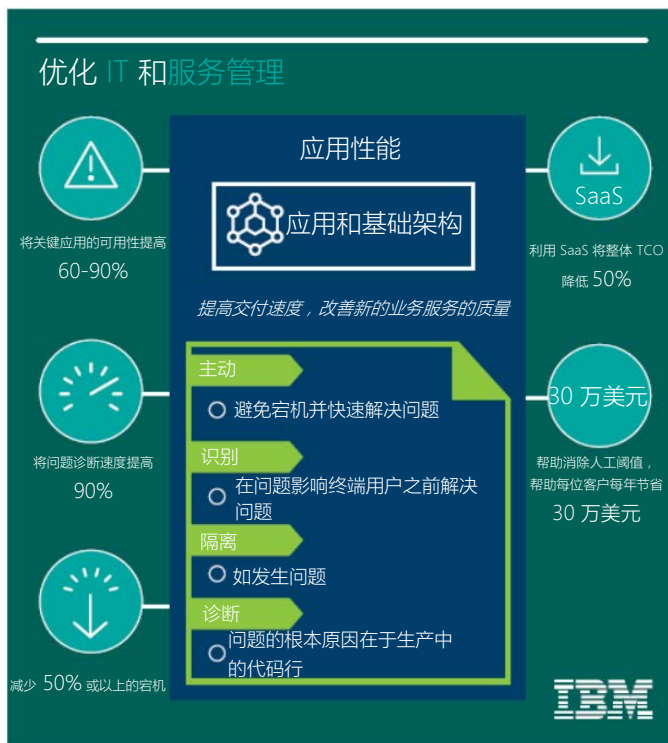 优化 IT 和服务管理
将关键应用的可用性提高
60-90%
将问题诊断速度提高
90%
减少 50% 或以上的宕机
应用性能
应用和基础架构
提高交付速度，改善新的业务服务的质量
主动
避免宕机并快速解决问题
识别
在问题影响终端用户之前解决
问题
隔离
如发生问题
诊断
问题的根本原因在于生产中
的代码行
SaaS
利用 SaaS 将整体 TCO
降低 50%
30 万美元
帮助消除人工阈值，
帮助每位客户每年节省
30 万美元
IBM